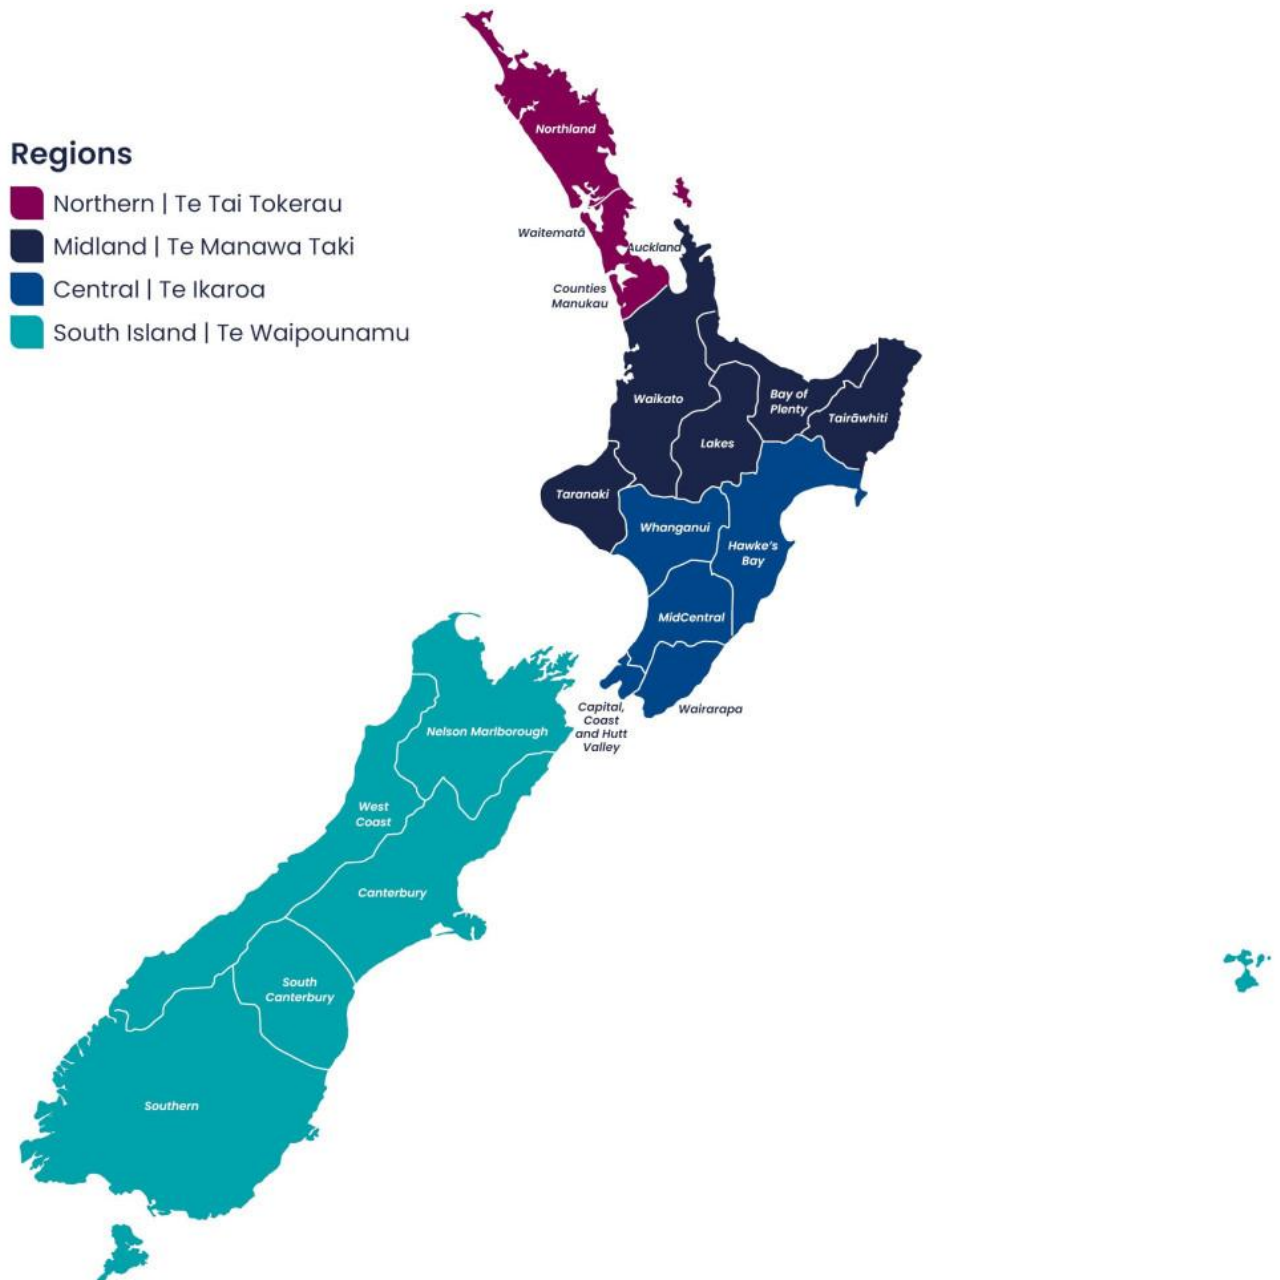 Regions
Northern | Te Tai Tokerau
Midland | Te Manawa Taki
Central | Te Ikaroa
South Island | Te Waipounamu
Northland
Waitematā
Auckland
Counties
Manukau
Waikato
Bay of
Plenty
Tairāwhiti
Lakes
Taranaki
Whanganui
Hawke's
Bay
MidCentral
Capital,
Coast
and Hutt
Valley
Wairarapa
Nelson Marlborough
West
Coast
Canterbury
South
Canterbury
Southern